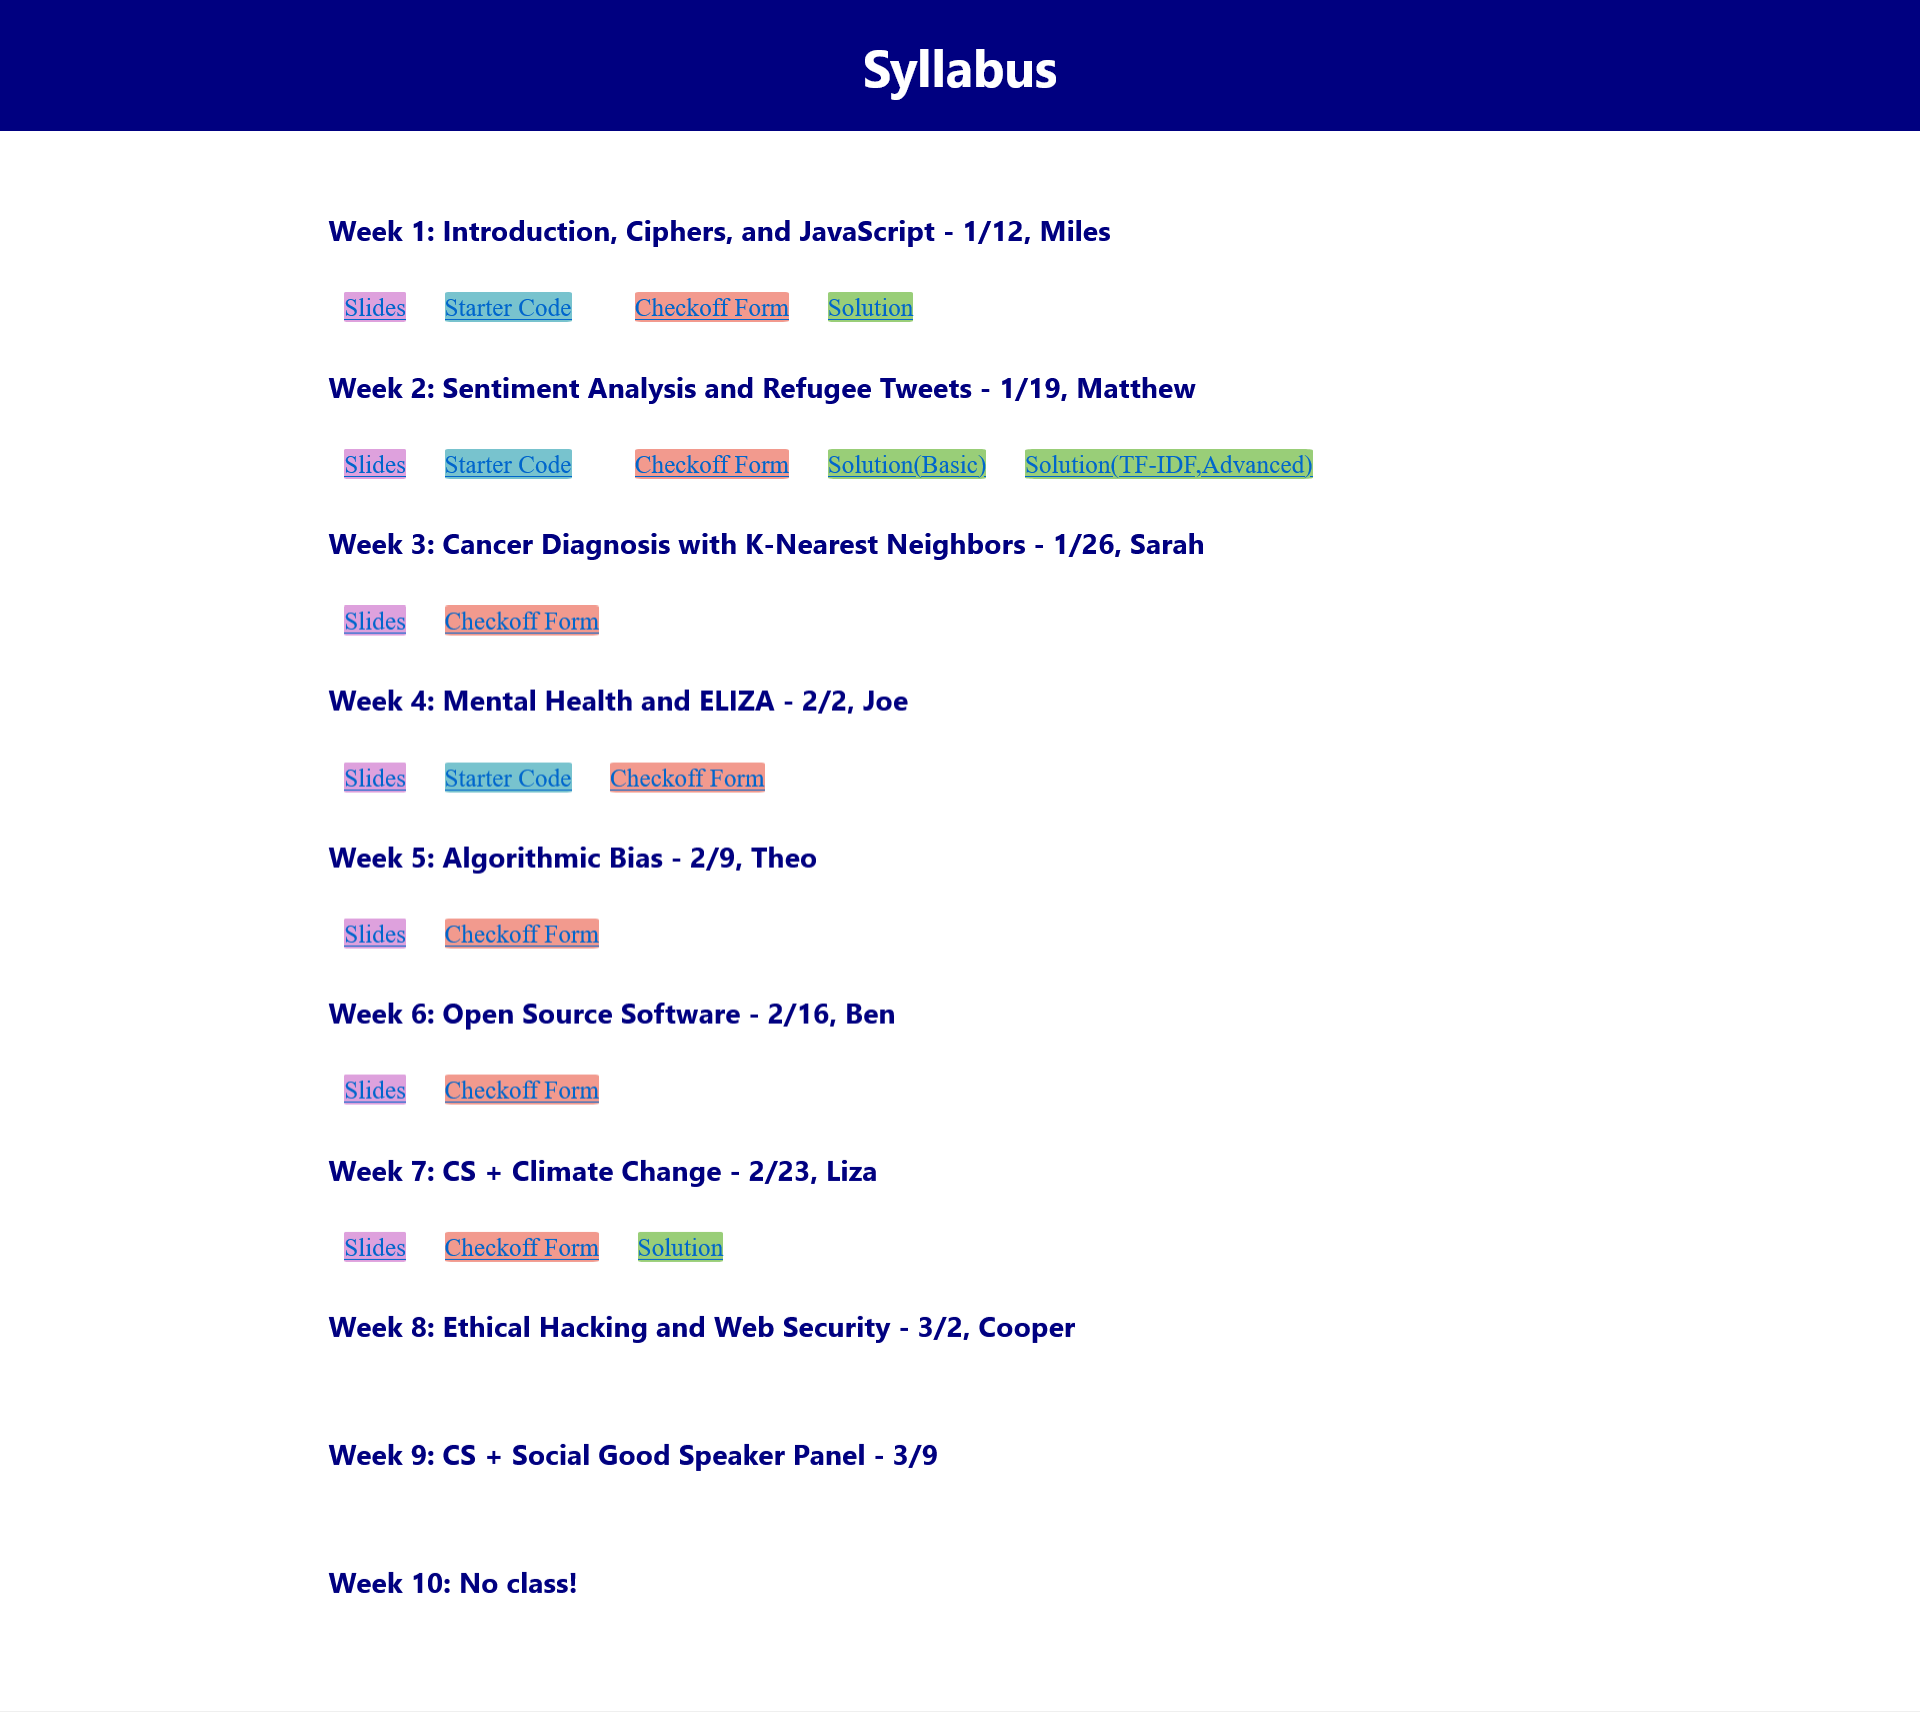 Syllabus
Week 1: Introduction, Ciphers, and JavaScript - 1/12, Miles
Slides Starter Code Checkoff Form Solution
Week 2: Sentiment Analysis and Refugee Tweets - 1/19, Matthew
Slides Starter Code Checkoff Form Solution(Basic) Solution(TF-IDF,Advanced)
Week 3: Cancer Diagnosis with K-Nearest Neighbors - 1/26, Sarah
Slides Checkoff Form
Week 4: Mental Health and ELIZA - 2/2, Joe
Slides Starter Code Checkoff Form
Week 5: Algorithmic Bias - 2/9, Theo
Slides Checkoff Form
Week 6: Open Source Software - 2/16, Ben
Slides Checkoff Form
Week 7: CS + Climate Change - 2/23, Liza
Slides Checkoff Form Solution
Week 8: Ethical Hacking and Web Security - 3/2, Cooper
Week 9: CS + Social Good Speaker Panel - 3/9
Week 10: No class!